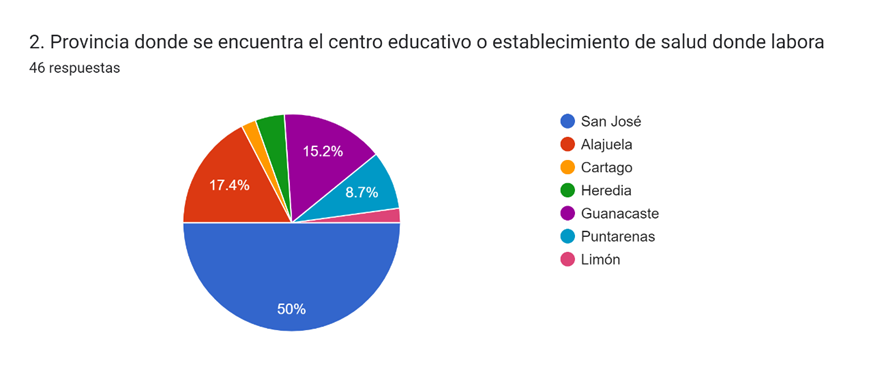 2. Provincia donde se encuentra el centro educativo o establecimiento de salud donde labora
46 respuestas
15.2%
17.4%
8.7%
50%
San José
Alajuela
Cartago
Heredia
Guanacaste
Puntarenas
Limón